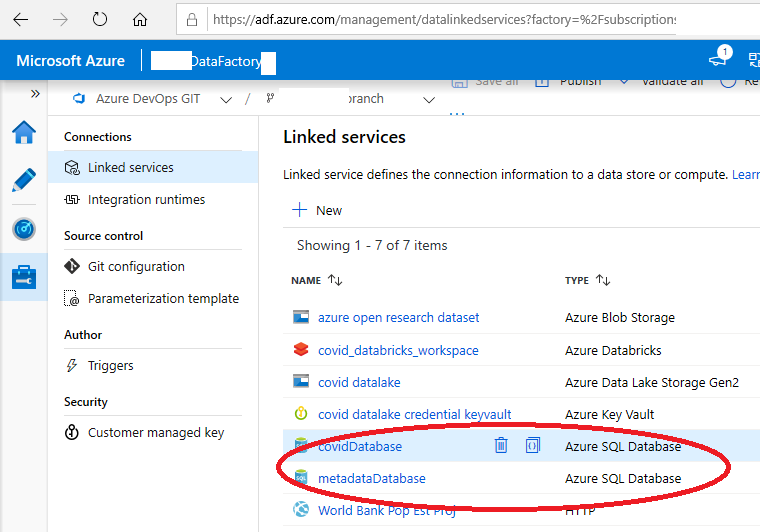 https://adf.azure.com/management/datalinkedservices?factory=%2Fsubscriptions
Microsoft Azure
DataFactory
1
»
Azure DevOps GIT / branch
Save all Publish Validate all Re
Connections
Linked services
Integration runtimes
Source control
Git configuration
Parameterization template
Author
Triggers
Security
Customer managed key
Linked services
Linked service defines the connection information to a data store or compute. Learn
+ New
Showing 1 - 7 of 7 items
NAME TYPE
azure open research dataset Azure Blob Storage
covid_databricks_workspace Azure Databricks
covid datalake Azure Data Lake Storage Gen2
covid datalake credential keyvault Azure Key Vault
covidDatabase Azure SQL Database
metadataDatabase Azure SQL Database
World Bank Pop Est Proj HTTP